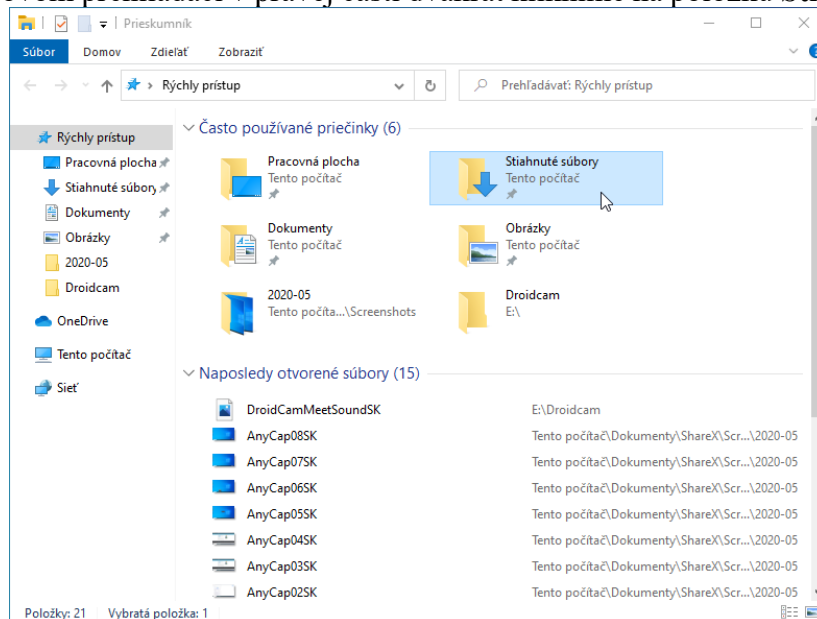 v pravej časti dvakrát klikníme na položku
Prieskumník
Súbor Domov Zdieľať Zobraziť
Rýchly prístup Prehľadávať: Rýchly prístup
Rýchly prístup
Pracovná plocha
Stiahnuté súbory
Dokumenty
Obrázky
2020-05
Droidcam
OneDrive
Tento počítač
Sieť
Často používané priečinky (6)
Pracovná plocha
Tento počítač
Stiahnuté súbory
Tento počítač
Dokumenty
Tento počítač
Obrázky
Tento počítač
2020-05
Tento počíta...\Screenshots
Droidcam
E:\
Naposledy otvorené súbory (15)
DroidCamMeetSoundSK E:\Droidcam
AnyCap08SK Tento počítač\Dokumenty\ShareX\Scr...\2020-05
AnyCap07SK Tento počítač\Dokumenty\ShareX\Scr...\2020-05
AnyCap06SK Tento počítač\Dokumenty\ShareX\Scr...\2020-05
AnyCap05SK Tento počítač\Dokumenty\ShareX\Scr...\2020-05
AnyCap04SK Tento počítač\Dokumenty\ShareX\Scr...\2020-05
AnyCap03SK Tento počítač\Dokumenty\ShareX\Scr...\2020-05
AnyCap02SK Tento počítač\Dokumenty\ShareX\Scr...\2020-05
Položky: 21 Vybratá položka: 1